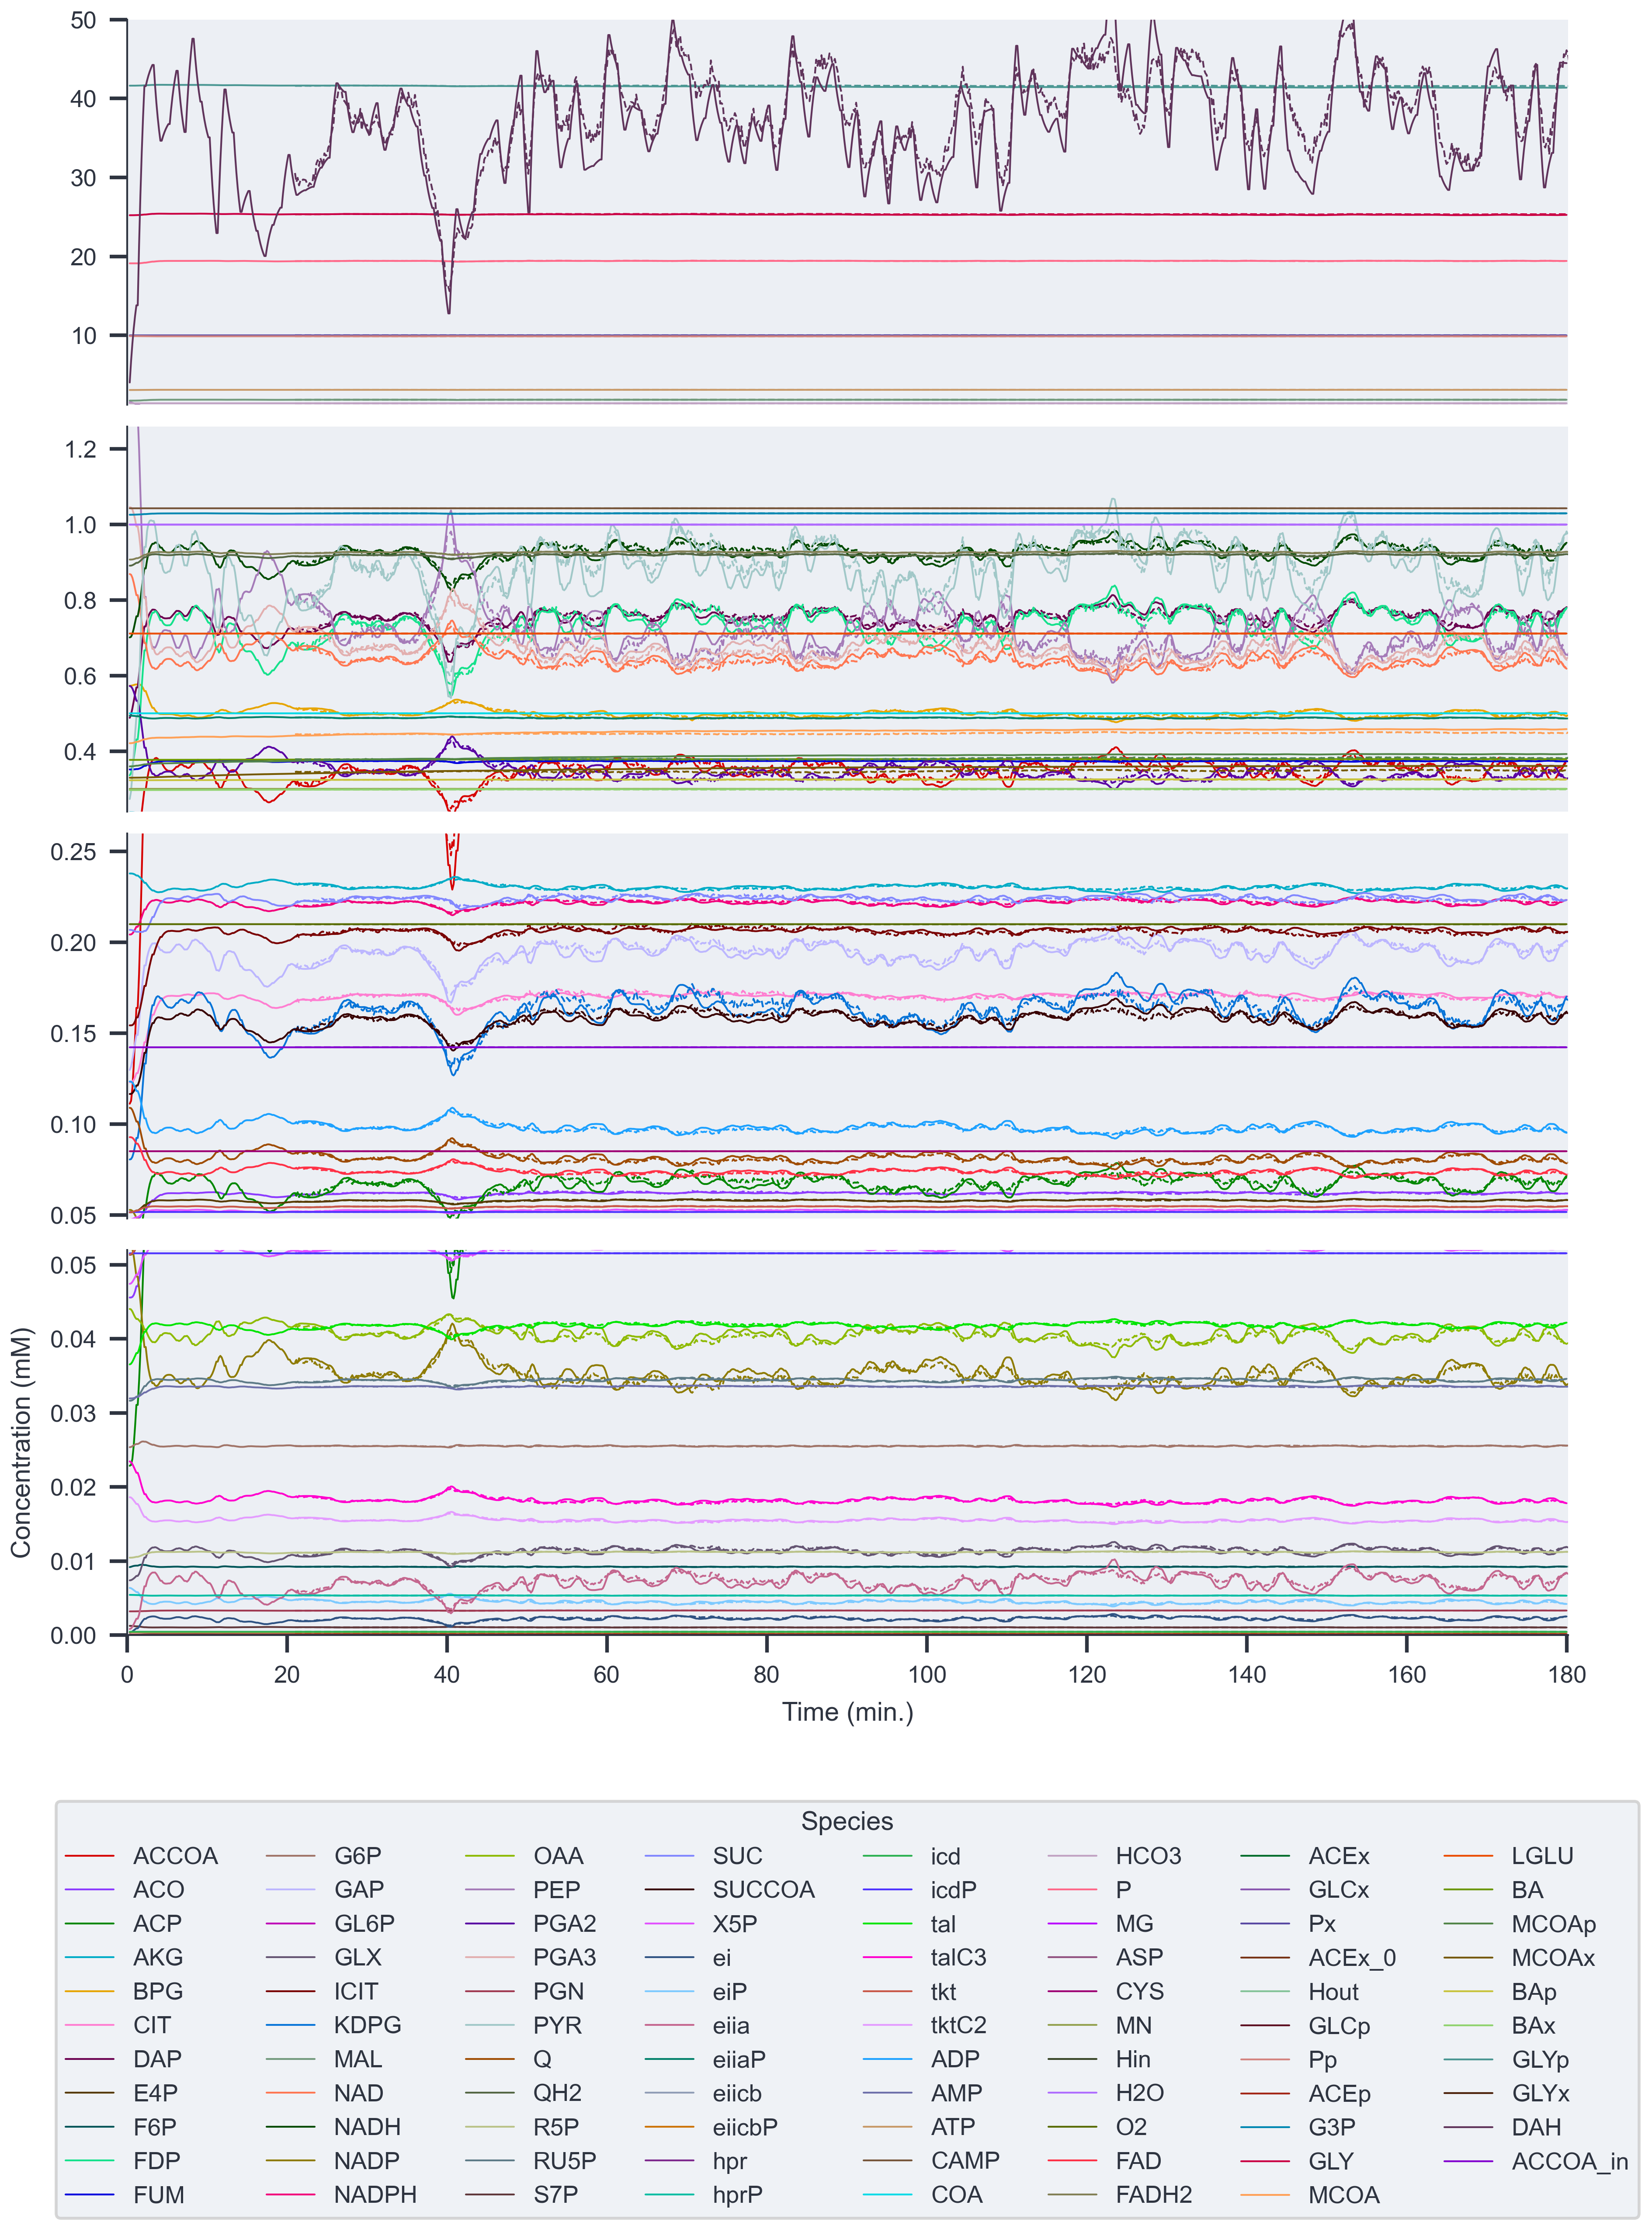 50
40
30
20
10
1.2
1.0
0.8
0.6
0.4
0.25
0.20
0.15
0.10
0.05
0.05
0.04
0.03
0.02
0.01
0.00
Concentration (mM)
0 20 40 60 80 100 120 140 160 180
Time (min.)
Species
ACCOA G6P OAA SUC icd HCO3 ACEx LGLU
ACO GAP PEP SUCCOA icdP P GLCx BA
ACP GL6P PGA2 X5P tal MG Px MCOAp
AKG GLX PGA3 ei talC3 ASP ACEx_0 MCOAx
BPG ICIT PGN eiP tkt CYS Hout BAp
CIT KDPG PYR eiia tktC2 MN GLCp BAx
DAP MAL Q eiiaP ADP Hin Pp GLYp
E4P NAD QH2 eiicb AMP H2O ACEp GLYx
F6P NADH R5P eiicbP ATP O2 G3P DAH
FDP NADP RU5P hpr CAMP FAD GLY ACCOA_in
FUM NADPH S7P hprP COA FADH2 MCOA